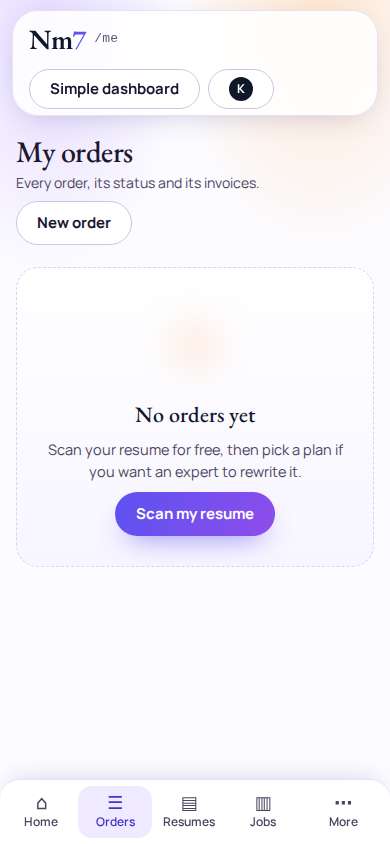 Nm7 /me
Simple dashboard K
My orders
Every order, its status and its invoices.
New order
No orders yet
Scan your resume for free, then pick a plan if
you want an expert to rewrite it.
Scan my resume
Home Orders Resumes Jobs More